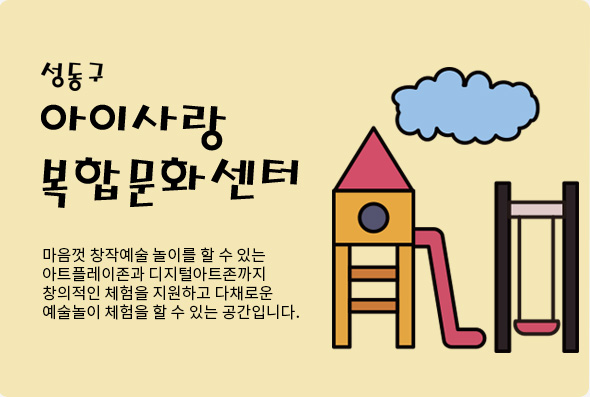 성동구
아이사랑
복합문화센터
마음껏 창작예술 놀이를 할 수 있는
아트플레이존과 디지털아트존까지
창의적인 체험을 지원하고 다채로운
예술놀이 체험을 할 수 있는 공간입니다.